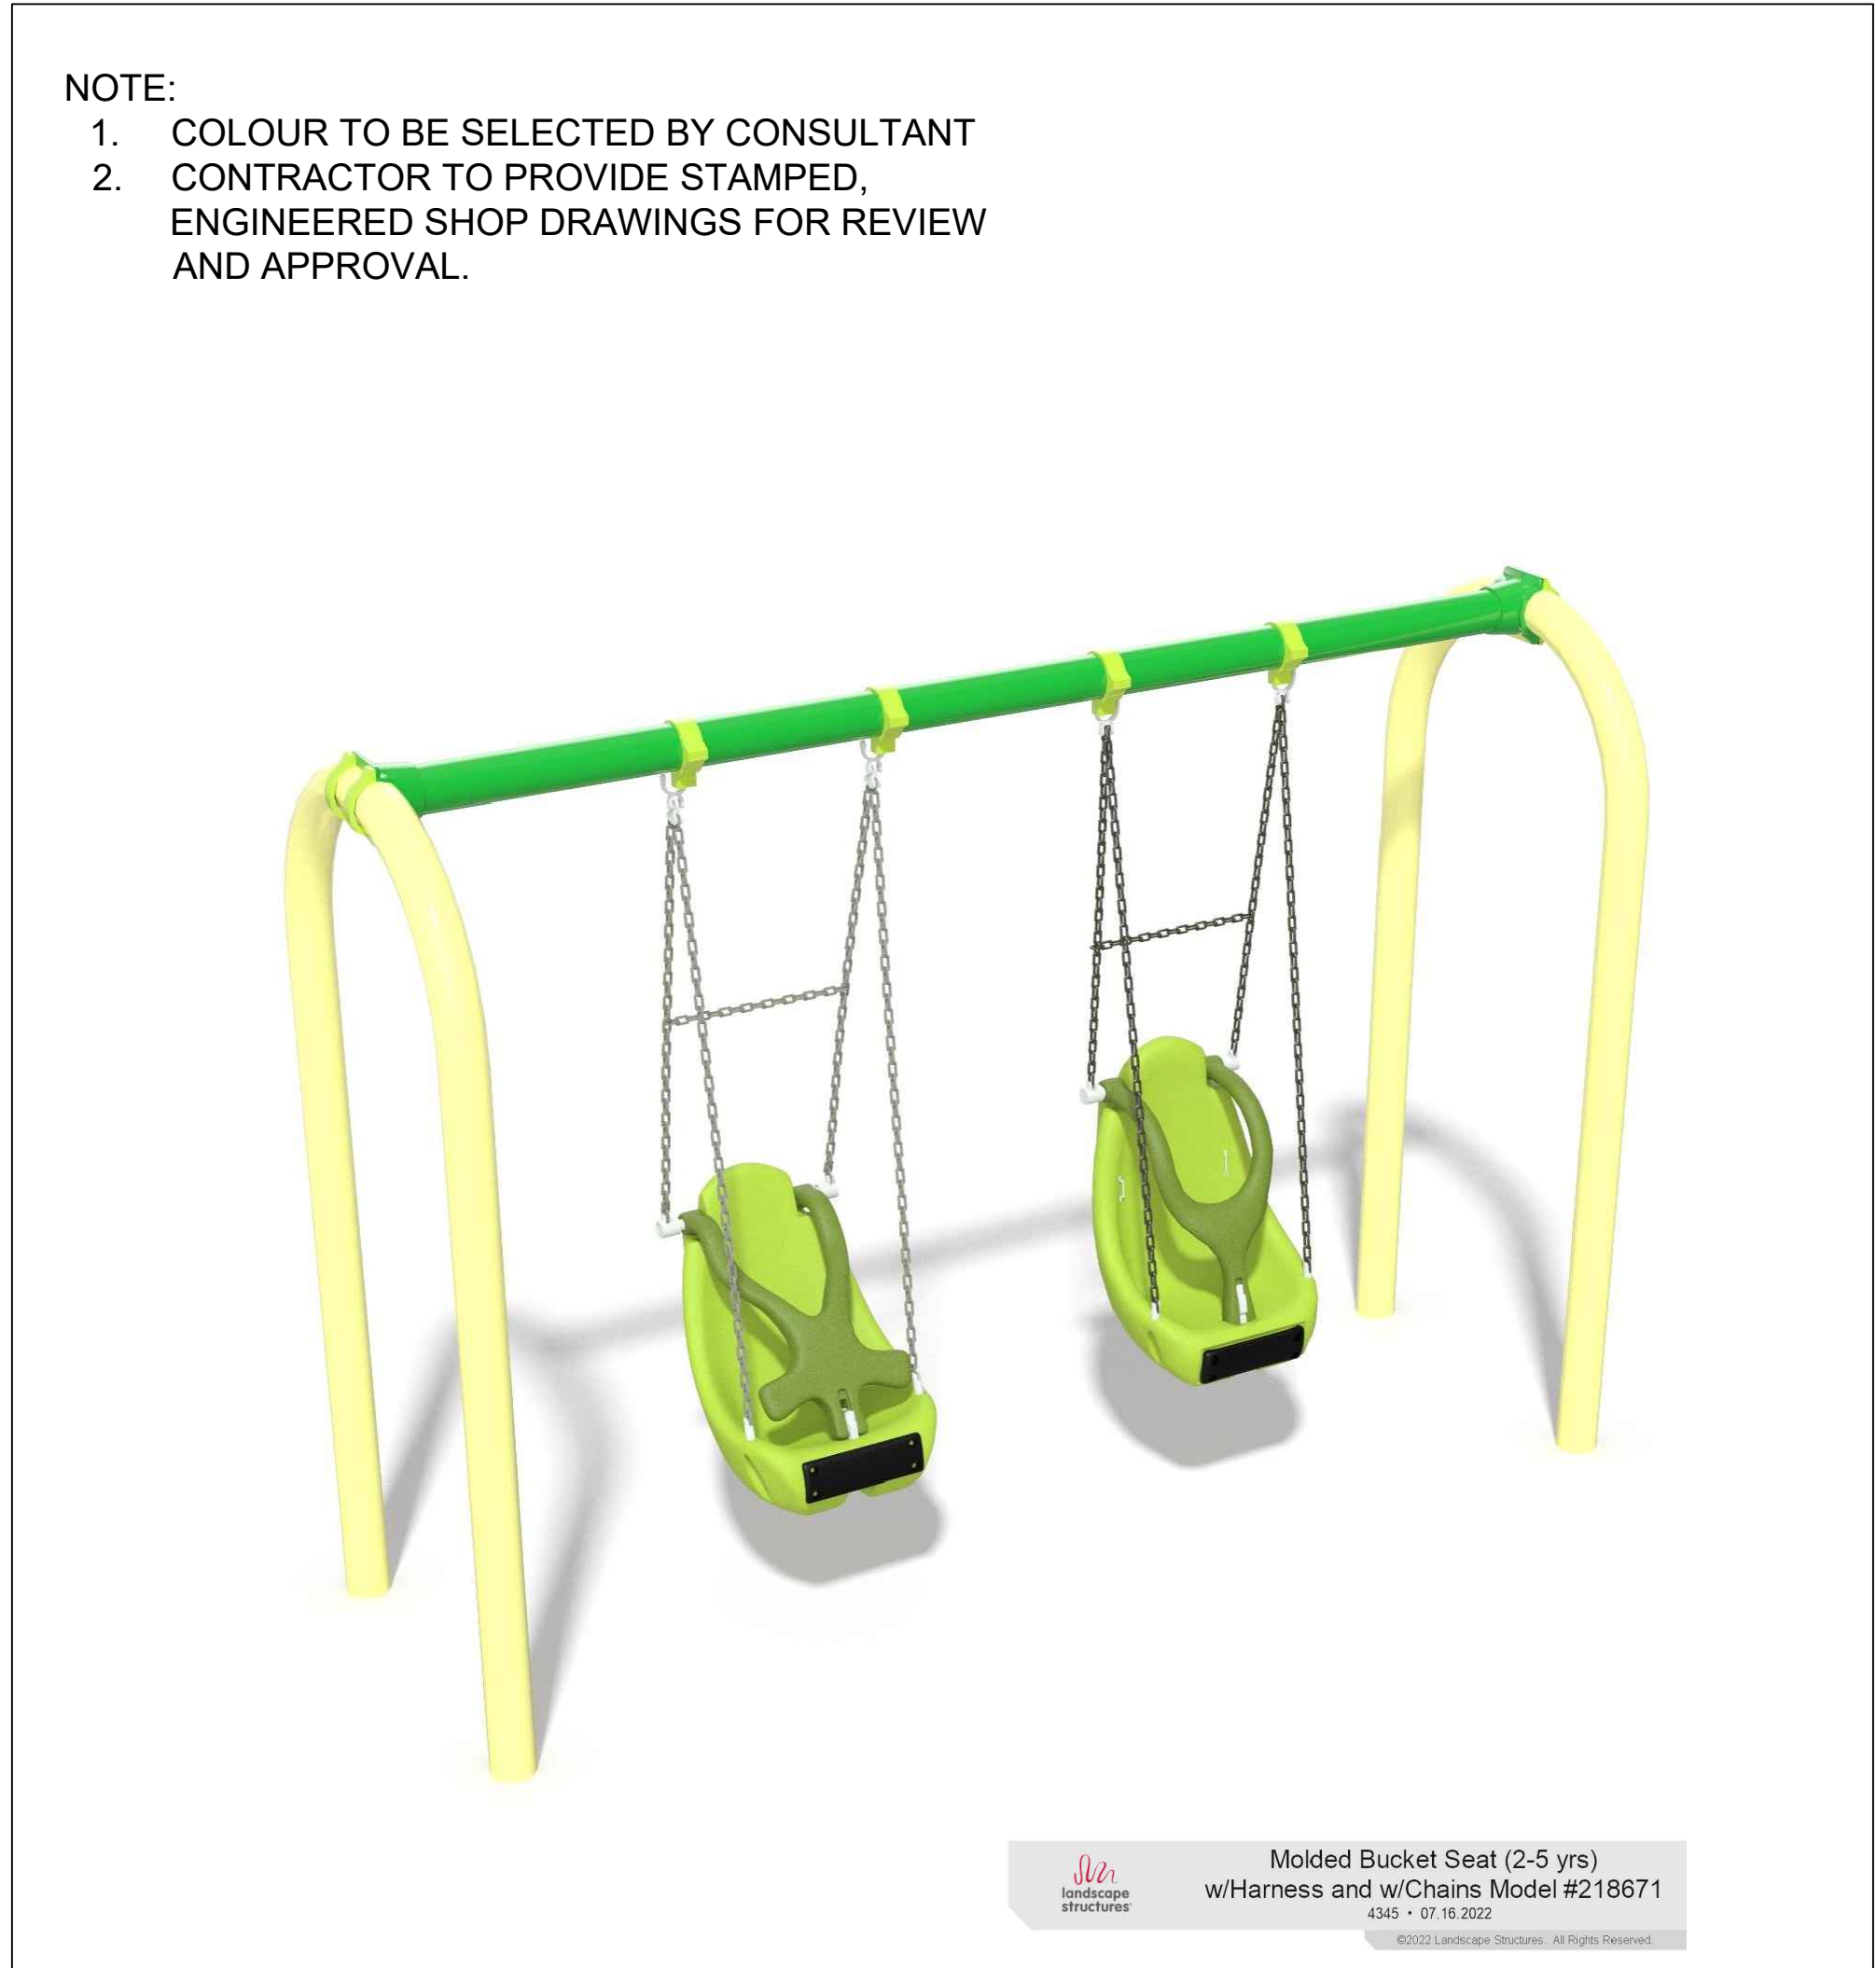 NOTE:
1. COLOUR TO BE SELECTED BY CONSULTANT
2. CONTRACTOR TO PROVIDE STAMPED,
ENGINEERED SHOP DRAWINGS FOR REVIEW
AND APPROVAL.
landscape
structures®
Molded Bucket Seat (2-5 yrs)
w/Harness and w/Chains Model #218671
4345 • 07.16.2022
©2022 Landscape Structures. All Rights Reserved.